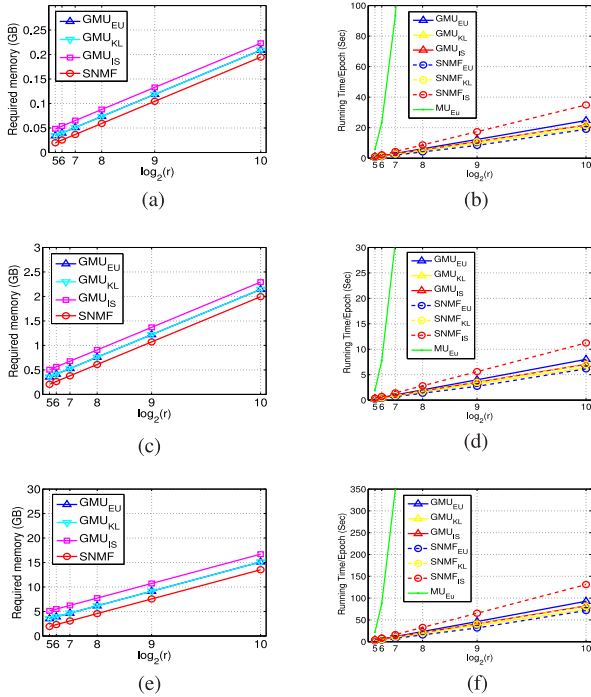 Required memory (GB)
0.25
0.2
0.15
0.1
0.05
0
GMU_EU
GMU_KL
GMU_IS
SNMF
56 7 8 9 10
log_2(r)
(a)
Running Time/Epoch (Sec)
100
80
60
40
20
0
GMU_EU
GMU_KL
GMU_IS
SNMF_EU
SNMF_KL
SNMF_IS
MU_Eu
5 6 7 8 9 10
log_2(r)
(b)
Required memory (GB)
3
2.5
2
1.5
1
0.5
0
GMU_EU
GMU_KL
GMU_IS
SNMF
56 7 8 9 10
log_2(r)
(c)
Running Time/Epoch (Sec)
30
25
20
15
10
5
0
GMU_EU
GMU_KL
GMU_IS
SNMF_EU
SNMF_KL
SNMF_IS
MU_Eu
5 6 7 8 9 10
log_2(r)
(d)
Required memory (GB)
30
25
20
15
10
5
0
GMU_EU
GMU_KL
GMU_IS
SNMF
56 7 8 9 10
log_2(r)
(e)
Running Time/Epoch (Sec)
350
300
250
200
150
100
50
0
GMU_EU
GMU_KL
GMU_IS
SNMF_EU
SNMF_KL
SNMF_IS
MU_Eu
5 6 7 8 9 10
log_2(r)
(f)